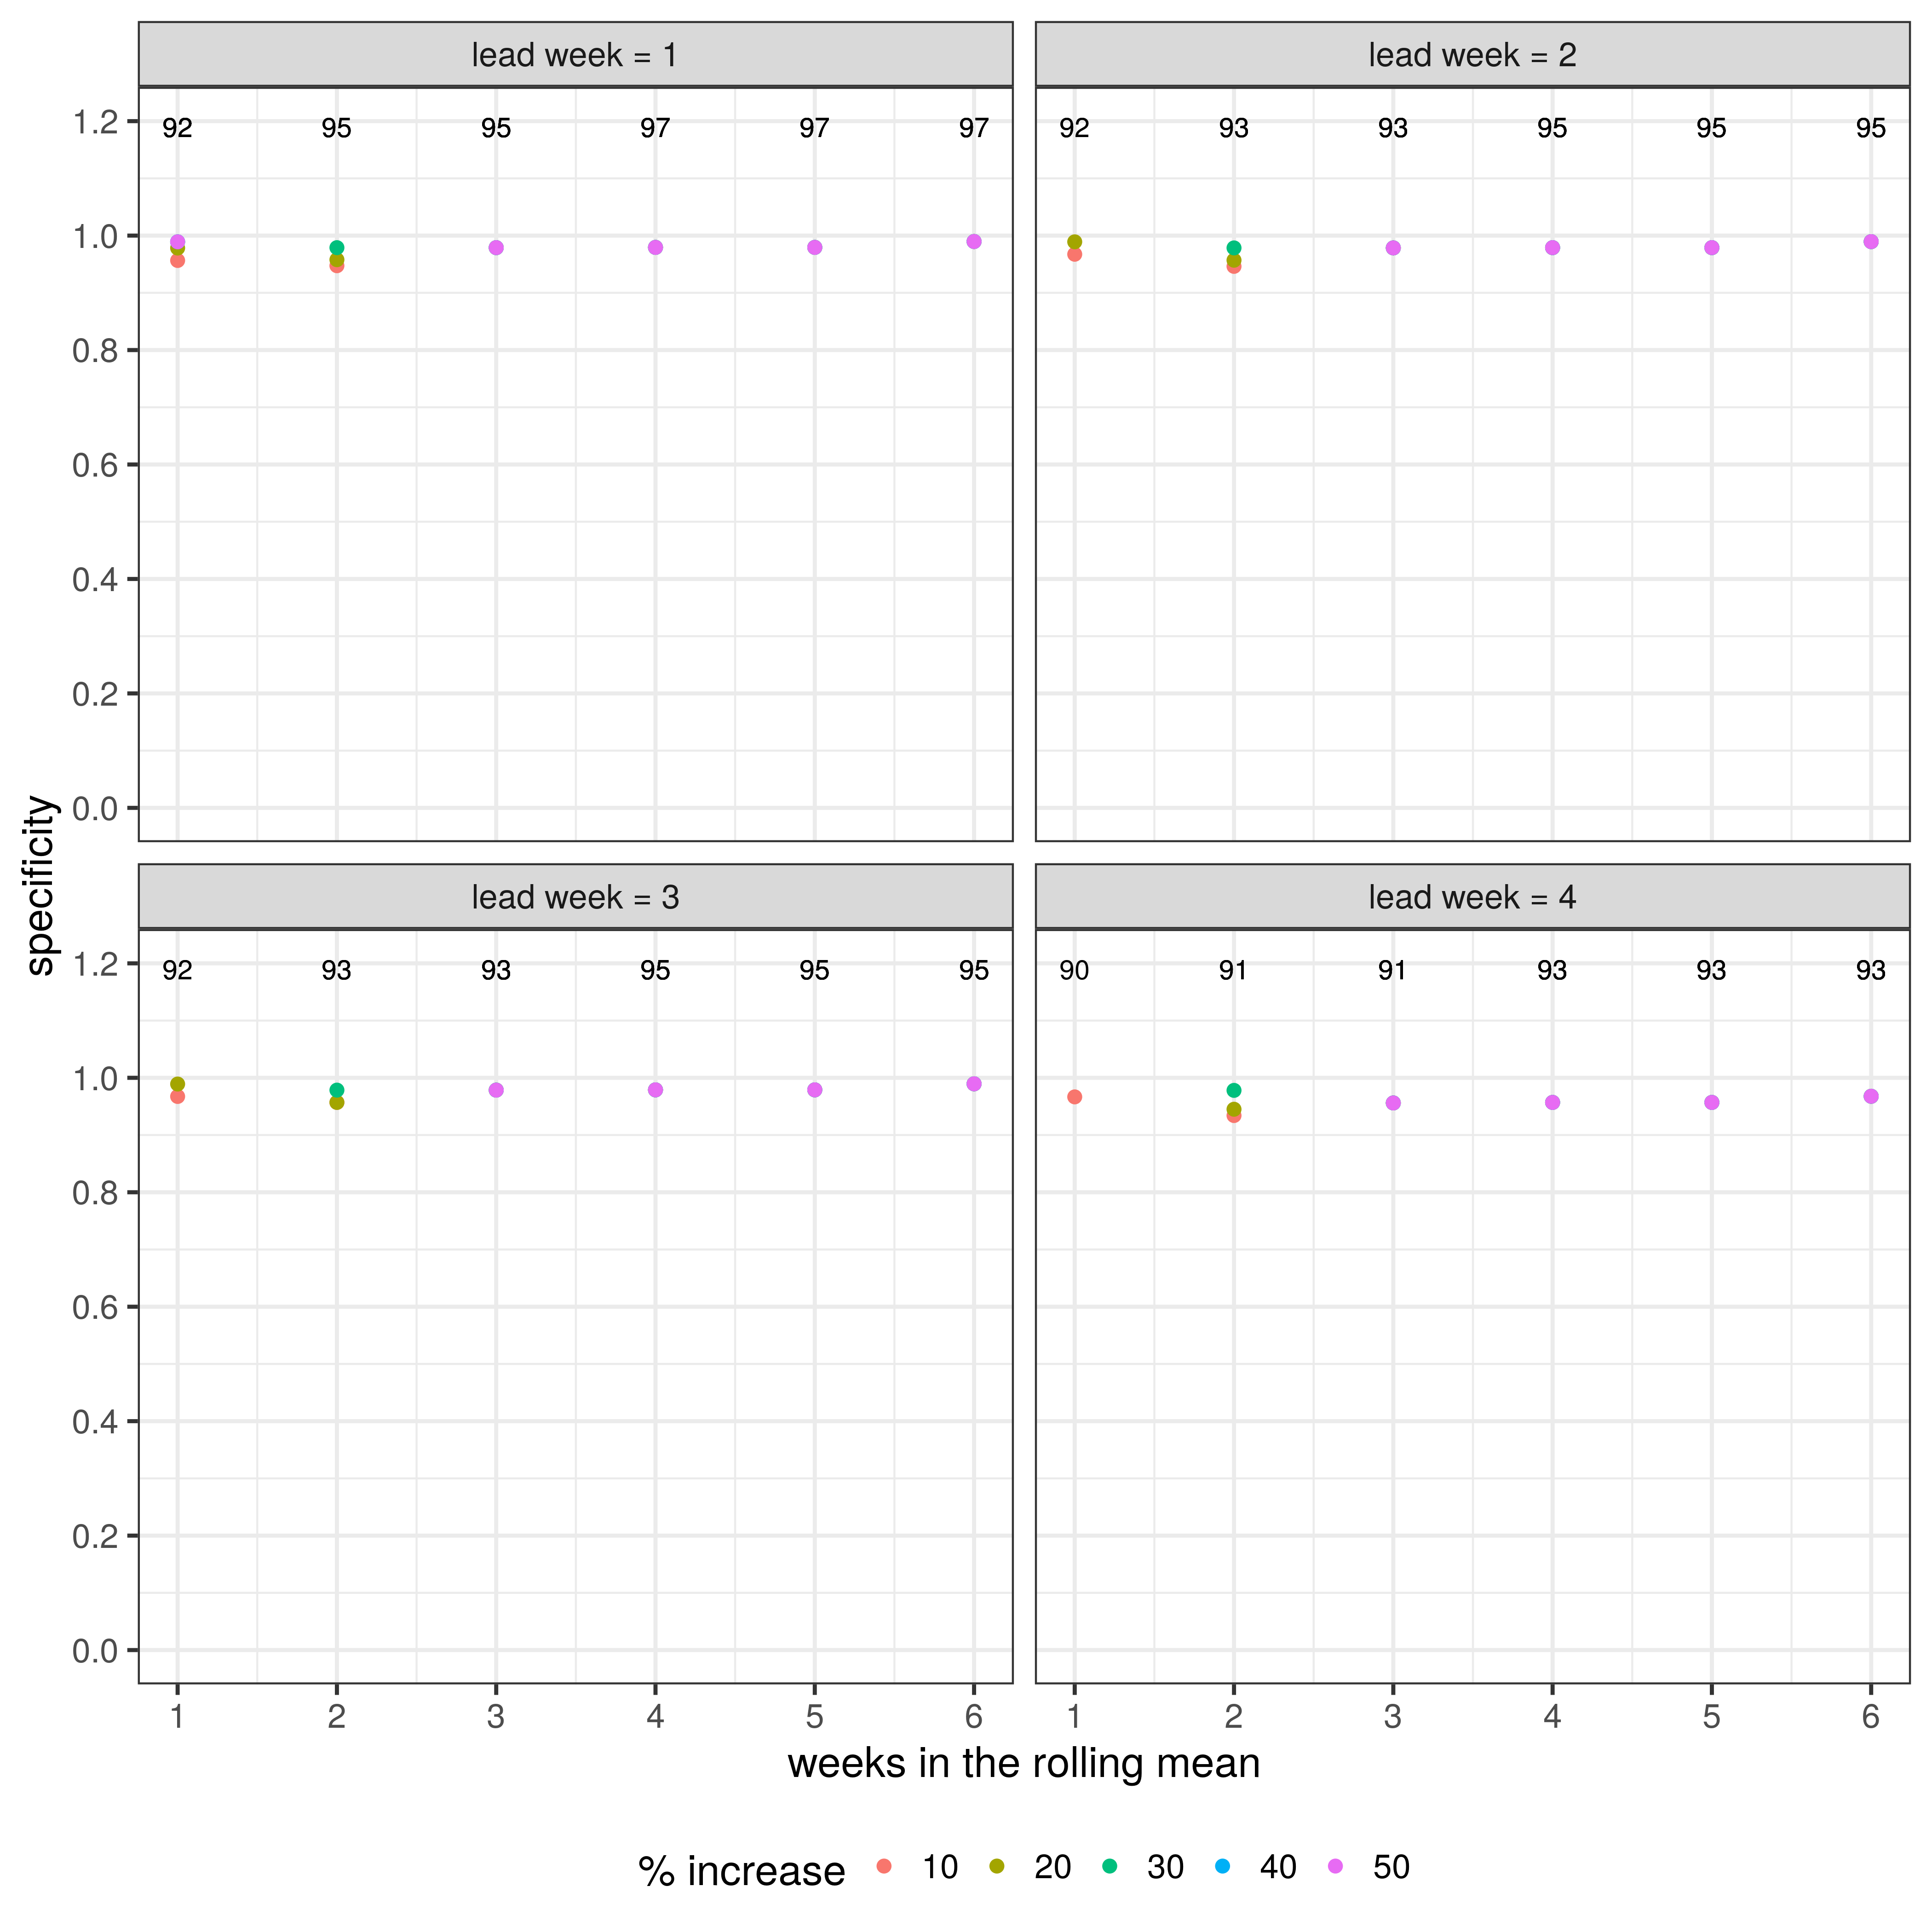 lead week = 1
lead week = 2
1.2
92 95 95 97 97 97
92 93 93 95 95 95
1.0
0.8
0.6
0.4
0.2
0.0
specificity
lead week = 3
lead week = 4
1.2
92 93 93 95 95 95
90 91 91 93 93 93
1.0
0.8
0.6
0.4
0.2
0.0
1 2 3 4 5 6
1 2 3 4 5 6
weeks in the rolling mean
% increase 10 20 30 40 50